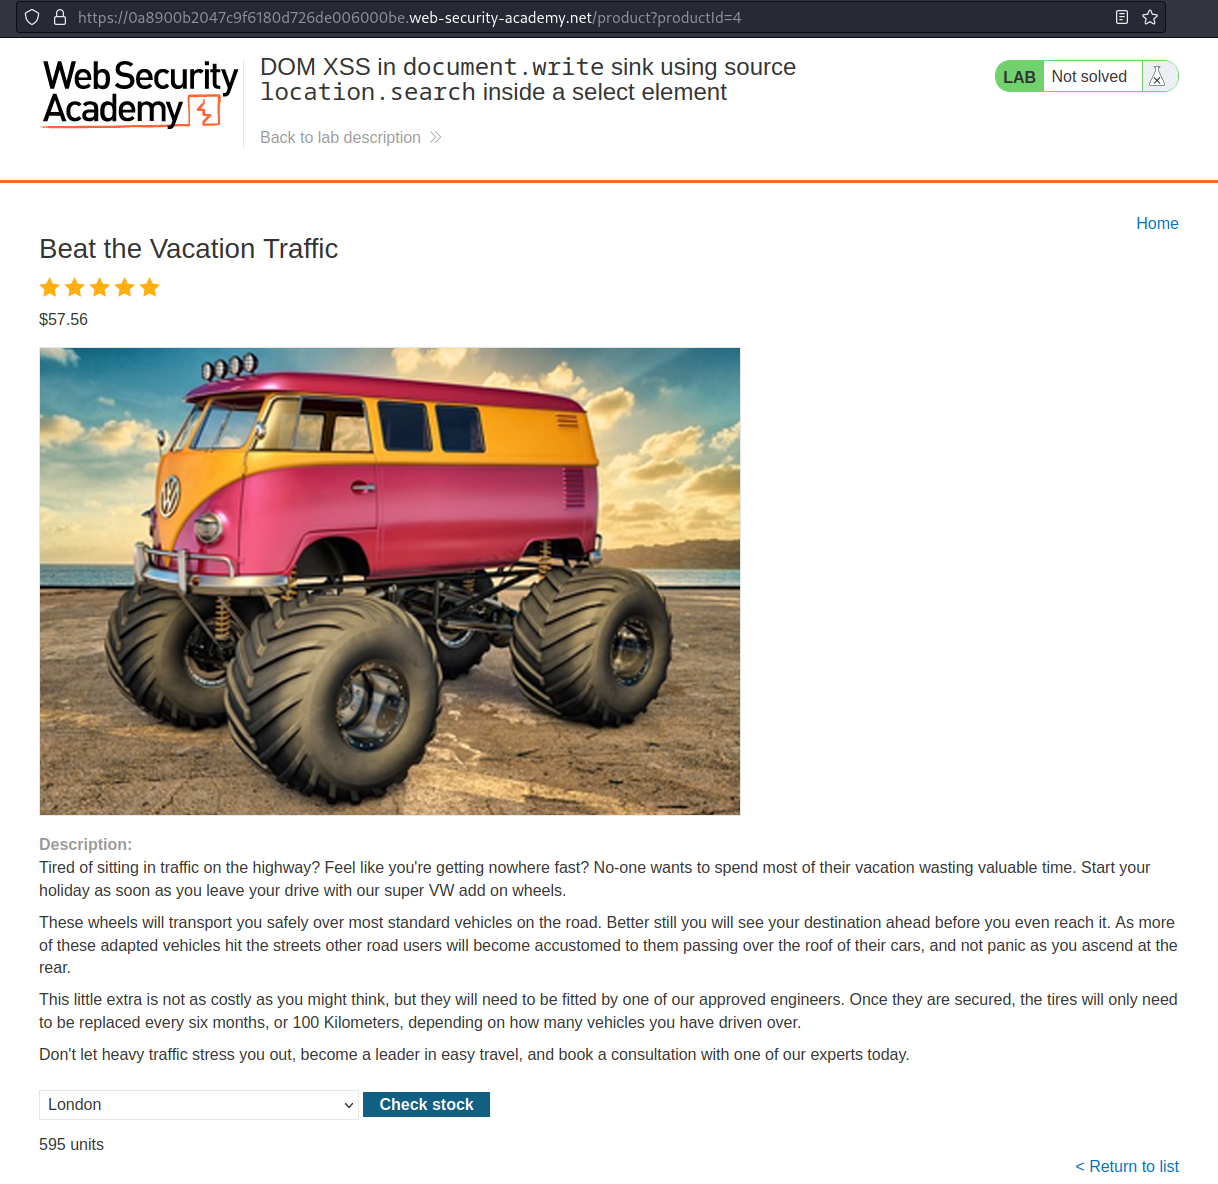 https://0a8900b2047c9f6180d726de006000be.web-security-academy.net/product?productId=4
Web Security
Academy
DOM XSS in document.write sink using source
location.search inside a select element
Back to lab description
LAB Not solved
Home
Beat the Vacation Traffic
$57.56
Description:
Tired of sitting in traffic on the highway? Feel like you're getting nowhere fast? No-one wants to spend most of their vacation wasting valuable time. Start your
holiday as soon as you leave your drive with our super VW add on wheels.
These wheels will transport you safely over most standard vehicles on the road. Better still you will see your destination ahead before you even reach it. As more
of these adapted vehicles hit the streets other road users will become accustomed to them passing over the roof of their cars, and not panic as you ascend at the
rear.
This little extra is not as costly as you might think, but they will need to be fitted by one of our approved engineers. Once they are secured, the tires will only need
to be replaced every six months, or 100 Kilometers, depending on how many vehicles you have driven over.
Don't let heavy traffic stress you out, become a leader in easy travel, and book a consultation with one of our experts today.
London Check stock
595 units
< Return to list